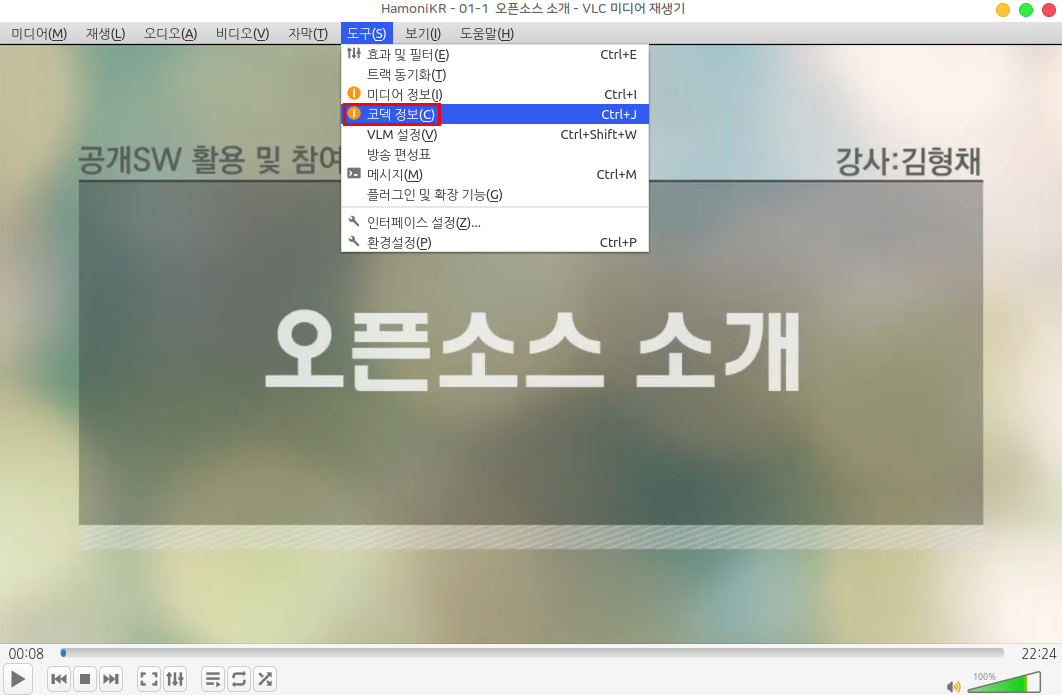 HamoniKR - 01-1 오픈소스 소개 - VLC 미디어 재생기
미디어(M) 재생(L) 오디오(A) 비디오(V) 자막(T) 도구(S) 보기(I) 도움말(H)
효과 및 필터(E) Ctrl+E
트랙 동기화(T)
미디어 정보(I) Ctrl+I
코덱 정보(C) Ctrl+J
VLM 설정(V) Ctrl+Shift+W
방송 편성표
메시지(M) Ctrl+M
플러그인 및 확장 기능(G)
인터페이스 설정(Z)...
환경설정(P) Ctrl+P
공개SW 활용 및 참여
강사:김형채
오픈소스 소개
00:08 22:24
100%